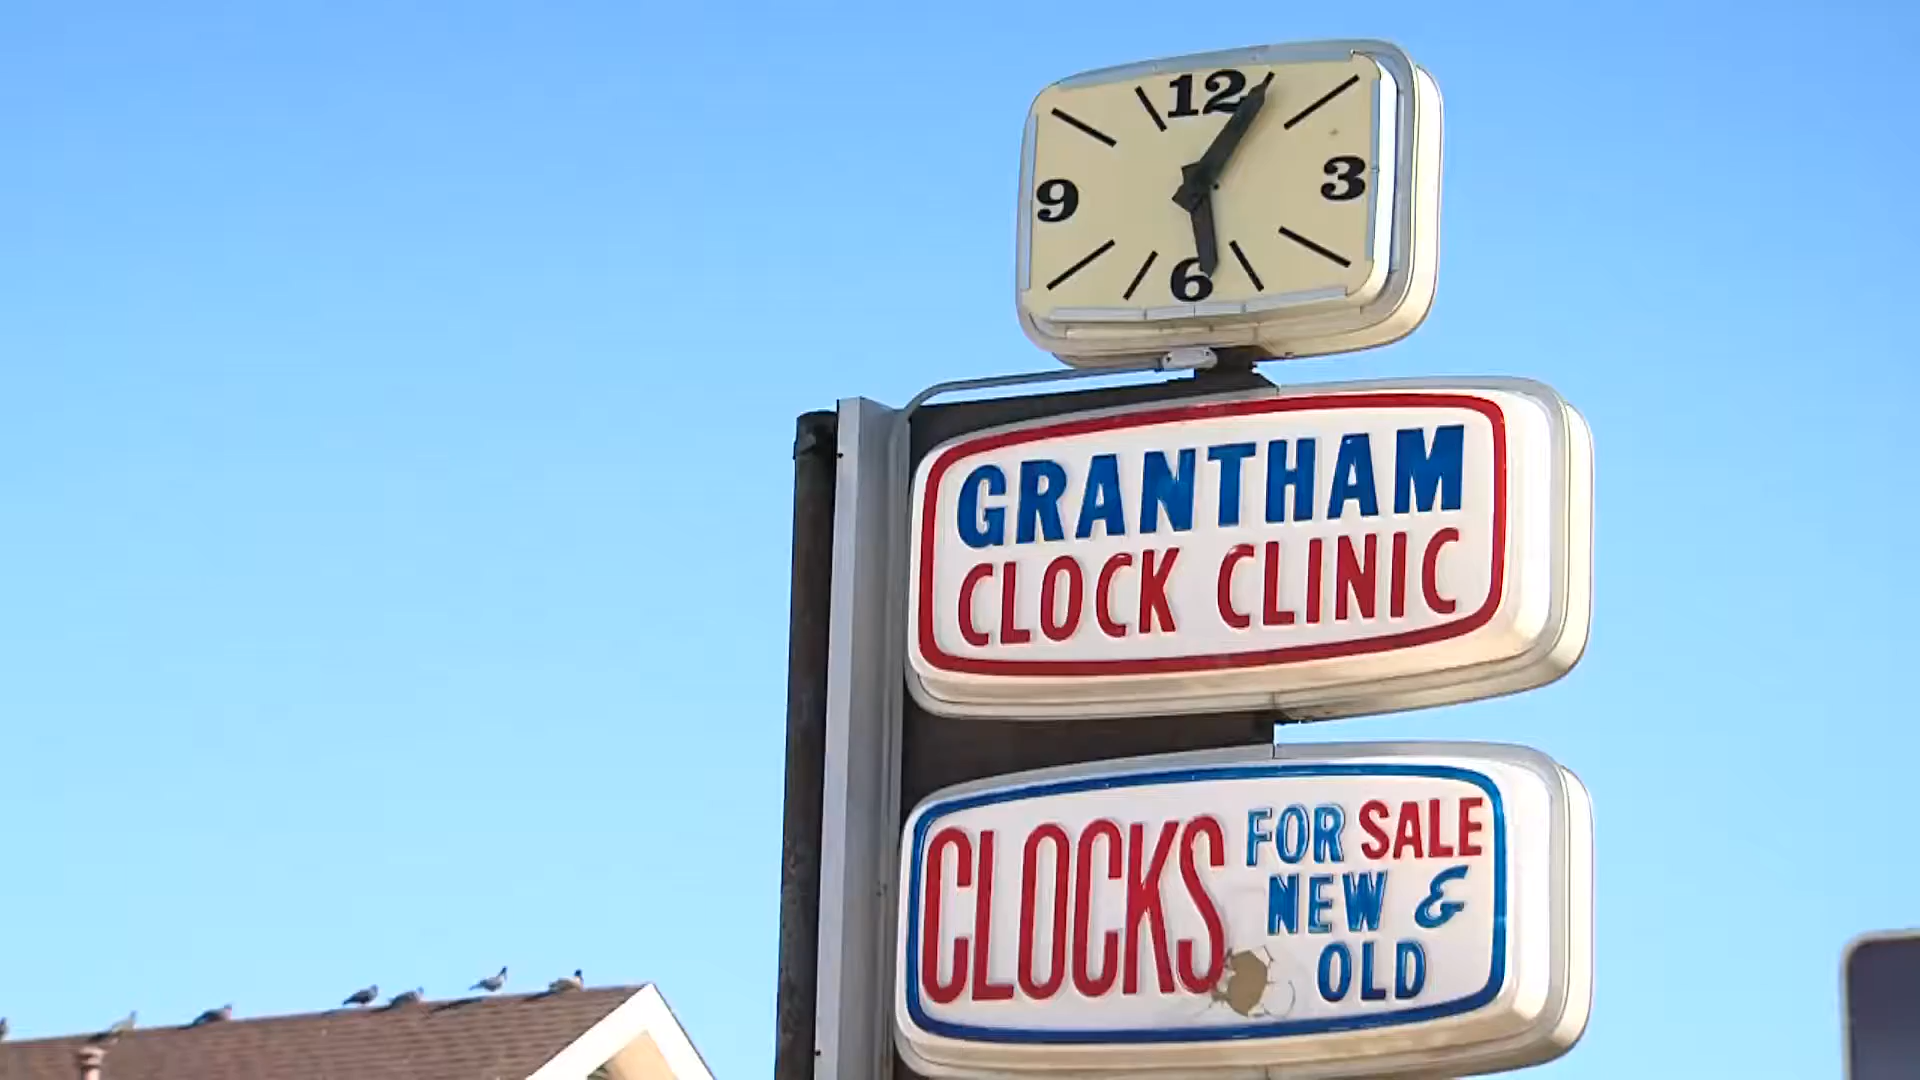 12
9 3
6
GRANTHAM
CLOCK CLINIC
CLOCKS FOR SALE
NEW &
OLD